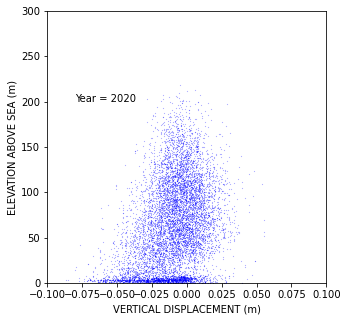 300
250
200
150
100
50
0
ELEVATION ABOVE SEA (m)
Year = 2020
−0.100−0.075−0.050−0.025 0.000 0.025 0.050 0.075 0.100
VERTICAL DISPLACEMENT (m)